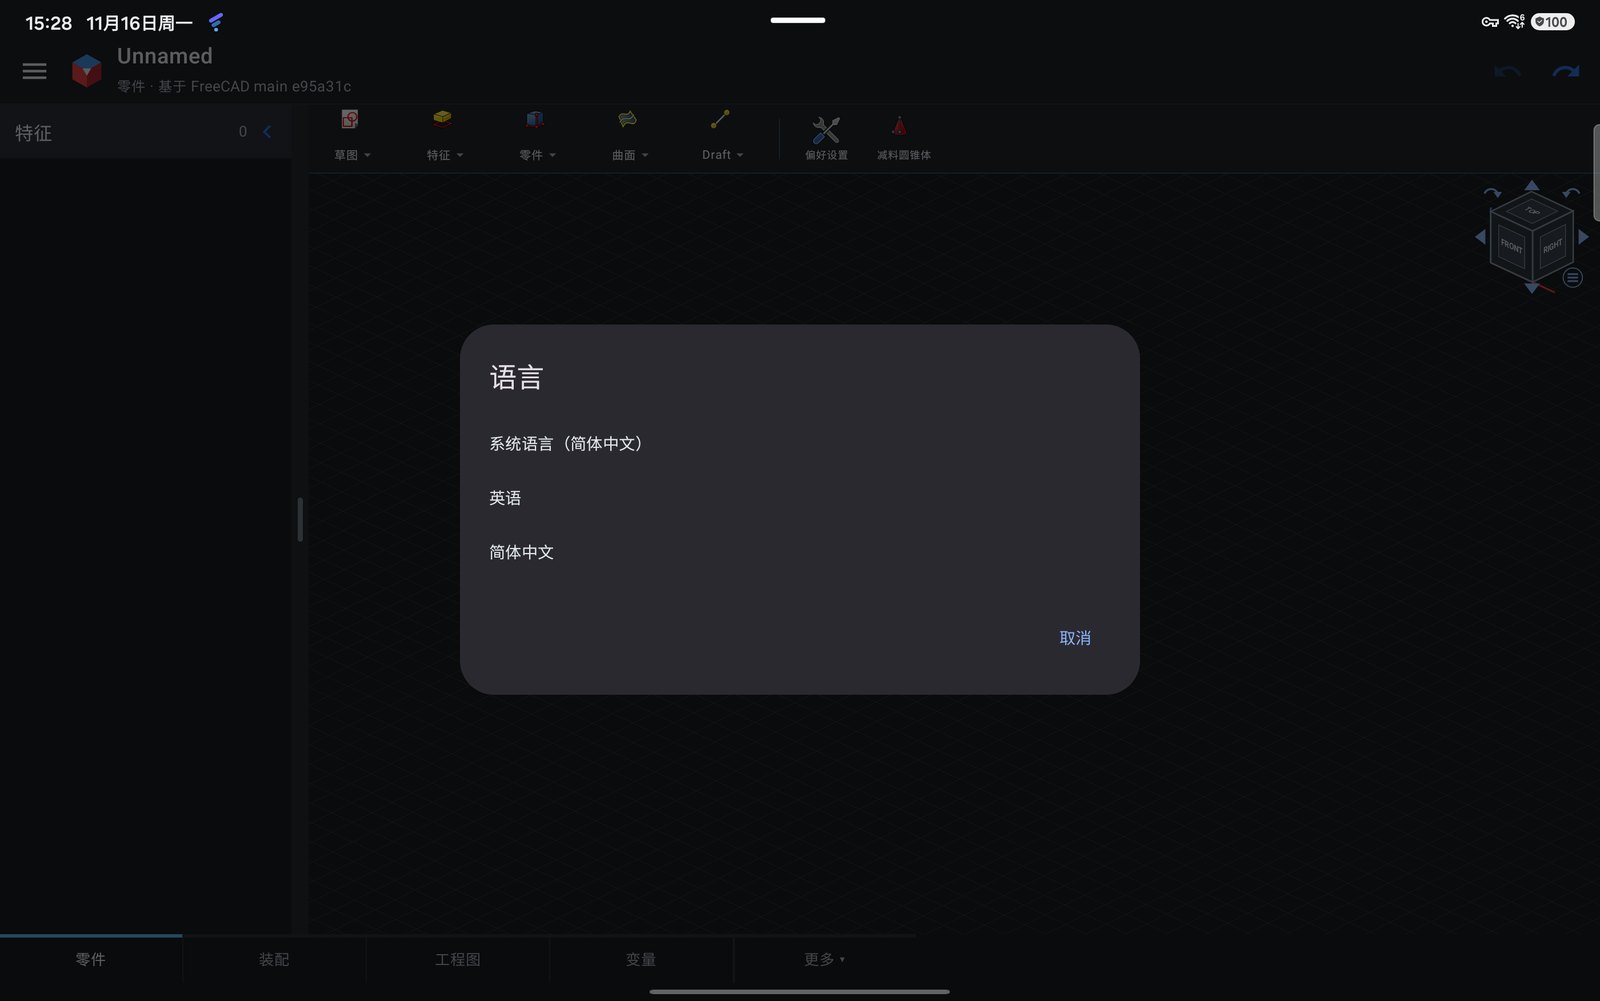 15:28 11月16日周一
6
100
Unnamed
零件 · 基于 FreeCAD main e95a31c
特征 0
草图
特征
零件
曲面
Draft
偏好设置
减料圆锥体
TOP
FRONT
RIGHT
语言
系统语言（简体中文）
英语
简体中文
取消
零件
装配
工程图
变量
更多